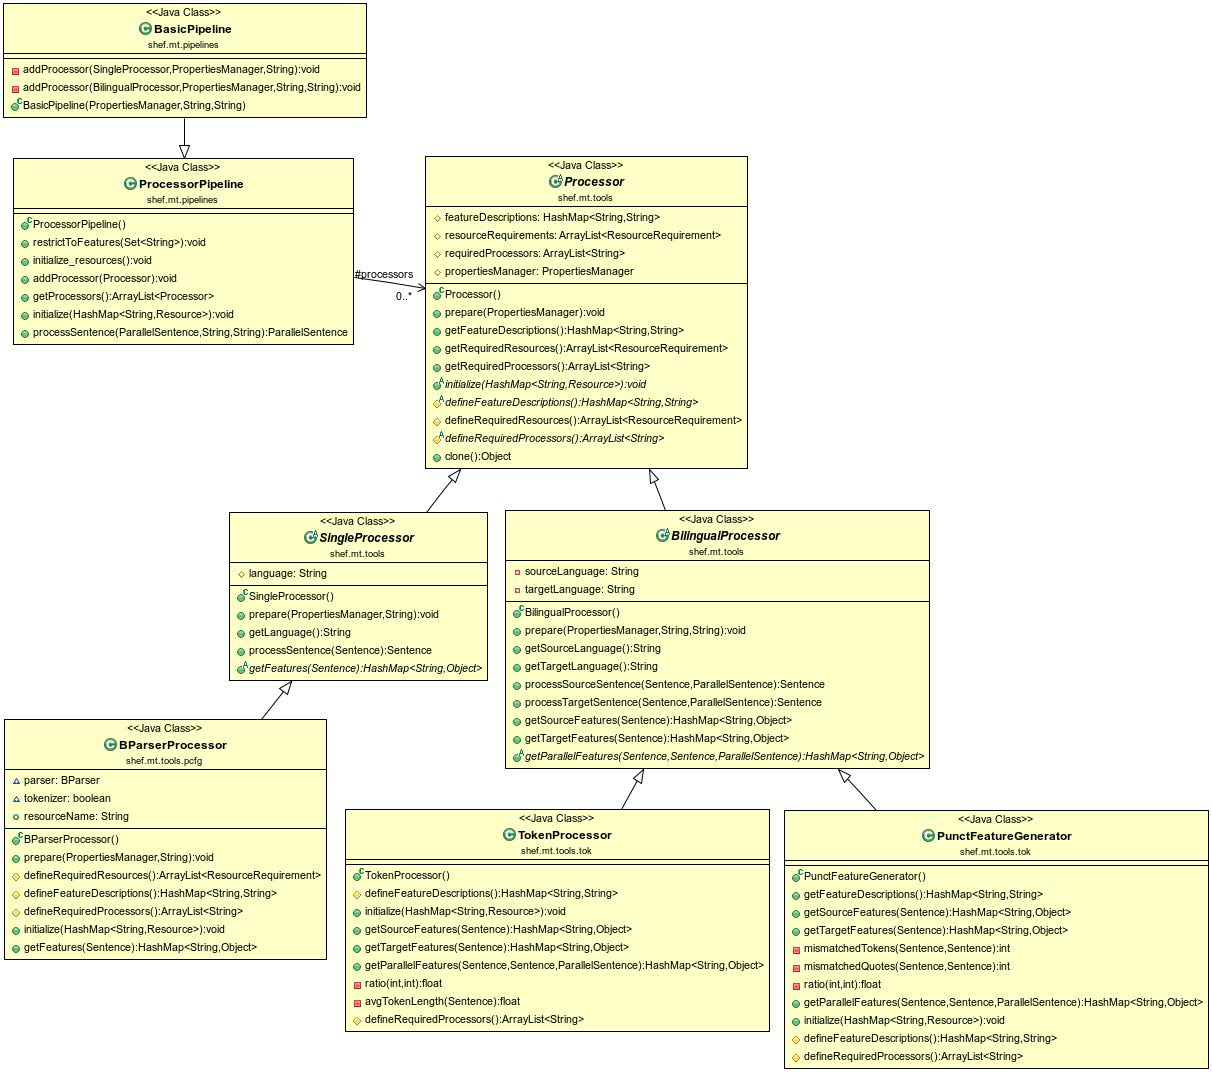 <<Java Class>>
BasicPipeline
shef.mt.pipelines
addProcessor(SingleProcessor,PropertiesManager,String):void
addProcessor(BilingualProcessor,PropertiesManager,String,String):void
BasicPipeline(PropertiesManager,String,String)
<<Java Class>>
ProcessorPipeline
shef.mt.pipelines
ProcessorPipeline()
restrictToFeatures(Set<String>):void
initialize_resources():void
addProcessor(Processor):void
getProcessors():ArrayList<Processor>
initialize(HashMap<String,Resource>):void
processSentence(ParallelSentence,String,String):ParallelSentence
#processors
0..*
<<Java Class>>
Processor
shef.mt.tools
featureDescriptions: HashMap<String,String>
resourceRequirements: ArrayList<ResourceRequirement>
requiredProcessors: ArrayList<String>
propertiesManager: PropertiesManager
Processor()
prepare(PropertiesManager):void
getFeatureDescriptions():HashMap<String,String>
getRequiredResources():ArrayList<ResourceRequirement>
getRequiredProcessors():ArrayList<String>
initialize(HashMap<String,Resource>):void
defineFeatureDescriptions():HashMap<String,String>
defineRequiredResources():ArrayList<ResourceRequirement>
defineRequiredProcessors():ArrayList<String>
clone():Object
<<Java Class>>
SingleProcessor
shef.mt.tools
language: String
SingleProcessor()
prepare(PropertiesManager,String):void
getLanguage():String
processSentence(Sentence):Sentence
getFeatures(Sentence):HashMap<String,Object>
<<Java Class>>
BilingualProcessor
shef.mt.tools
sourceLanguage: String
targetLanguage: String
BilingualProcessor()
prepare(PropertiesManager,String,String):void
getSourceLanguage():String
getTargetLanguage():String
processSourceSentence(Sentence,ParallelSentence):Sentence
processTargetSentence(Sentence,ParallelSentence):Sentence
getSourceFeatures(Sentence):HashMap<String,Object>
getTargetFeatures(Sentence):HashMap<String,Object>
getParallelFeatures(Sentence,Sentence,ParallelSentence):HashMap<String,Object>
<<Java Class>>
BParserProcessor
shef.mt.tools.pcfg
parser: BParser
tokenizer: boolean
resourceName: String
BParserProcessor()
prepare(PropertiesManager,String):void
defineRequiredResources():ArrayList<ResourceRequirement>
defineFeatureDescriptions():HashMap<String,String>
defineRequiredProcessors():ArrayList<String>
initialize(HashMap<String,Resource>):void
getFeatures(Sentence):HashMap<String,Object>
<<Java Class>>
TokenProcessor
shef.mt.tools.tok
TokenProcessor()
defineFeatureDescriptions():HashMap<String,String>
initialize(HashMap<String,Resource>):void
getSourceFeatures(Sentence):HashMap<String,Object>
getTargetFeatures(Sentence):HashMap<String,Object>
getParallelFeatures(Sentence,Sentence,ParallelSentence):HashMap<String,Object>
ratio(int,int):float
avgTokenLength(Sentence):float
defineRequiredProcessors():ArrayList<String>
<<Java Class>>
PunctFeatureGenerator
shef.mt.tools.tok
PunctFeatureGenerator()
getFeatureDescriptions():HashMap<String,String>
getSourceFeatures(Sentence):HashMap<String,Object>
getTargetFeatures(Sentence):HashMap<String,Object>
mismatchedTokens(Sentence,Sentence):int
mismatchedQuotes(Sentence,Sentence):int
ratio(int,int):float
getParallelFeatures(Sentence,Sentence,ParallelSentence):HashMap<String,Object>
initialize(HashMap<String,Resource>):void
defineFeatureDescriptions():HashMap<String,String>
defineRequiredProcessors():ArrayList<String>